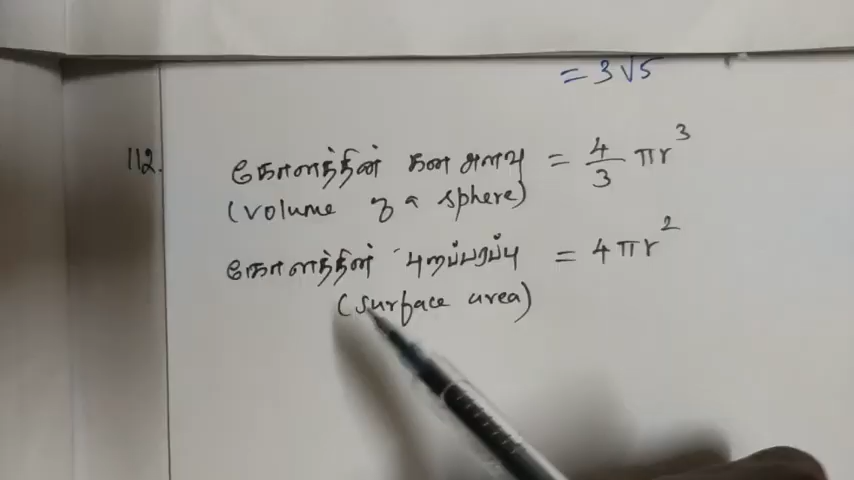 = 3√5
112. கோளத்தின் கன அளவு = 4/3 πr³
(volume of a sphere)
கோளத்தின் புறப்பரப்பு = 4πr²
(surface area)